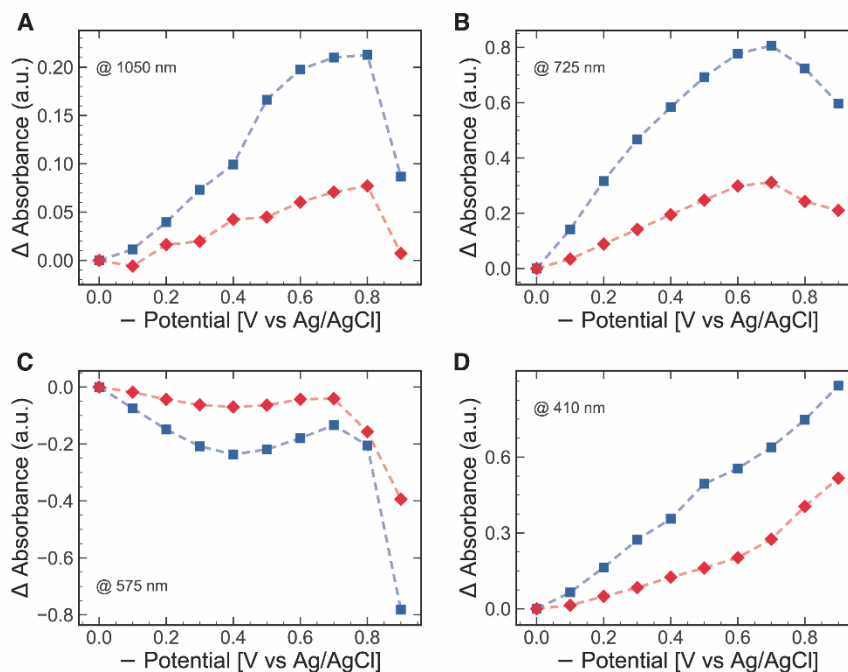 A
@ 1050 nm
Δ Absorbance (a.u.)
0.20
0.15
0.10
0.05
0.00
0.0 0.2 0.4 0.6 0.8
− Potential [V vs Ag/AgCl]
B
@ 725 nm
Δ Absorbance (a.u.)
0.8
0.6
0.4
0.2
0.0
0.0 0.2 0.4 0.6 0.8
− Potential [V vs Ag/AgCl]
C
Δ Absorbance (a.u.)
0.0
−0.2
−0.4
−0.6
−0.8
@ 575 nm
0.0 0.2 0.4 0.6 0.8
− Potential [V vs Ag/AgCl]
D
@ 410 nm
Δ Absorbance (a.u.)
0.6
0.3
0.0
0.0 0.2 0.4 0.6 0.8
− Potential [V vs Ag/AgCl]